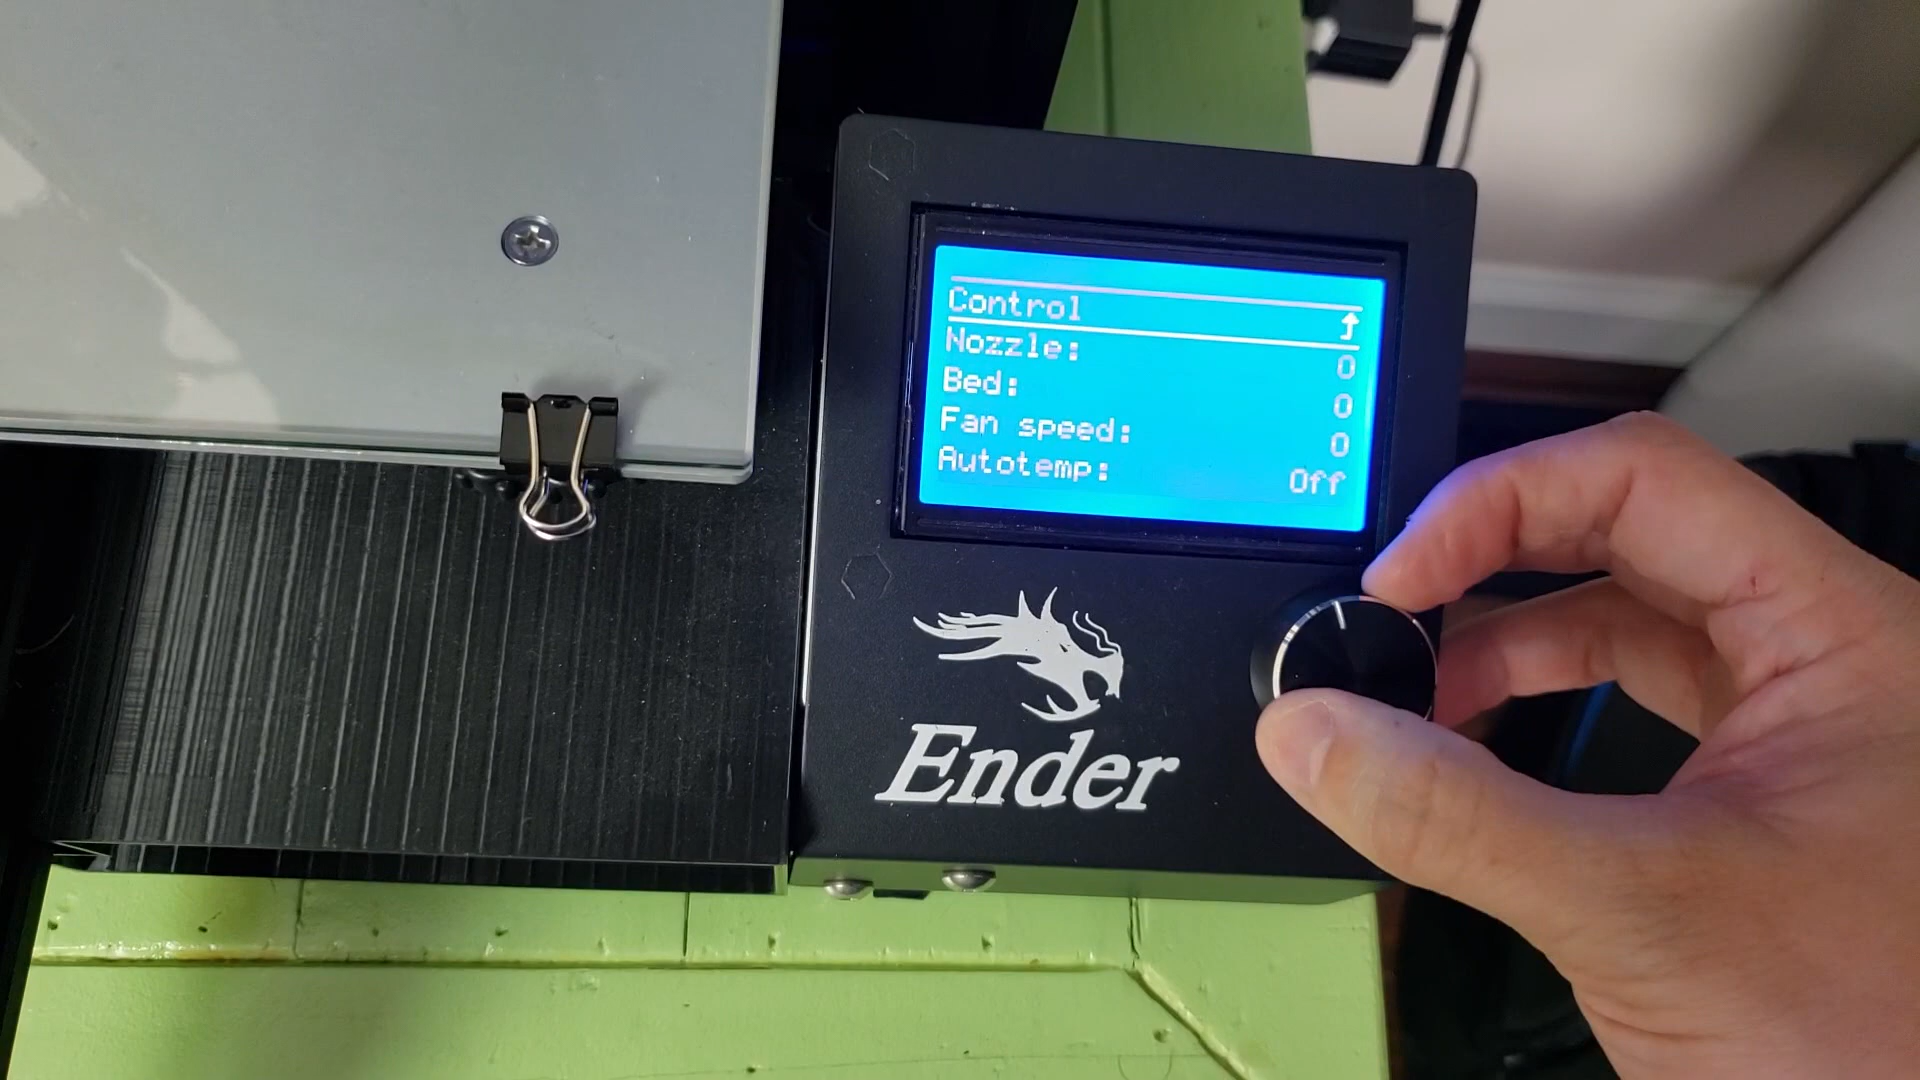 Control
Nozzle: 0
Bed: 0
Fan speed: 0
Autotemp: Off
Ender